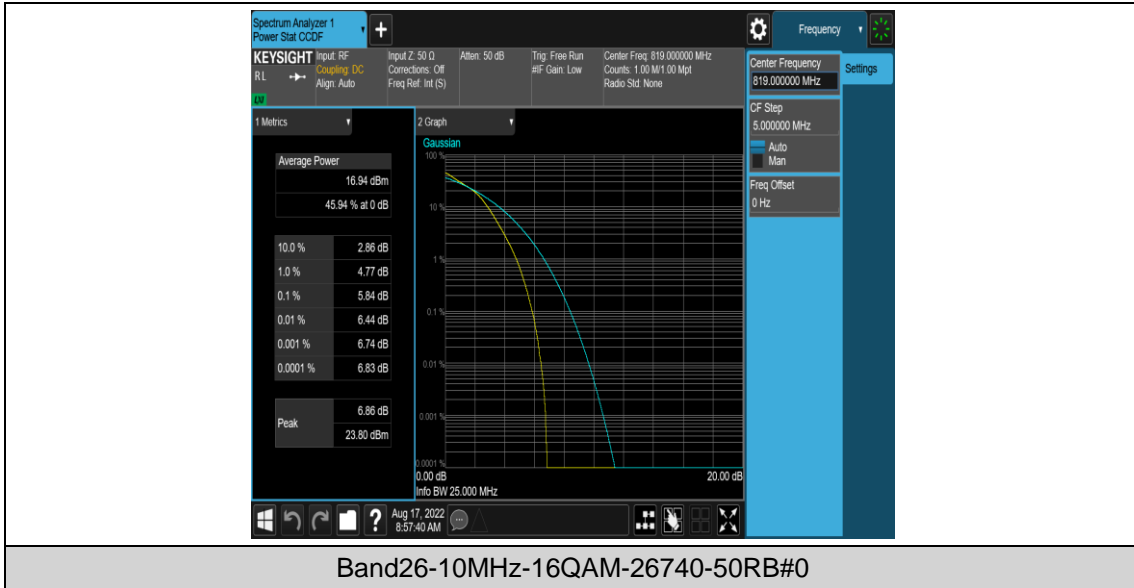 Spectrum Analyzer 1
Power Stat CCDF
+
Frequency
KEYSIGHT
RL
Input: RF
Coupling: DC
Align: Auto
Input Z: 50 Ω
Corrections: Off
Freq Ref: Int (S)
Atten: 50 dB
Trig: Free Run
#IF Gain: Low
Center Freq: 819.000000 MHz
Counts: 1.00 M/1.00 Mpt
Radio Std: None
Center Frequency
819.000000 MHz
Settings
CF Step
5.000000 MHz
Auto
Man
Freq Offset
0 Hz
1 Metrics
Average Power
16.94 dBm
45.94 % at 0 dB
10.0 % 2.86 dB
1.0 % 4.77 dB
0.1 % 5.84 dB
0.01 % 6.44 dB
0.001 % 6.74 dB
0.0001 % 6.83 dB
Peak
6.86 dB
23.80 dBm
2 Graph
Gaussian
100 %
10 %
1 %
0.1 %
0.01 %
0.001 %
0.0001 %
0.00 dB 20.00 dB
Info BW 25.000 MHz
?
Aug 17, 2022
8:57:40 AM
Band26-10MHz-16QAM-26740-50RB#0